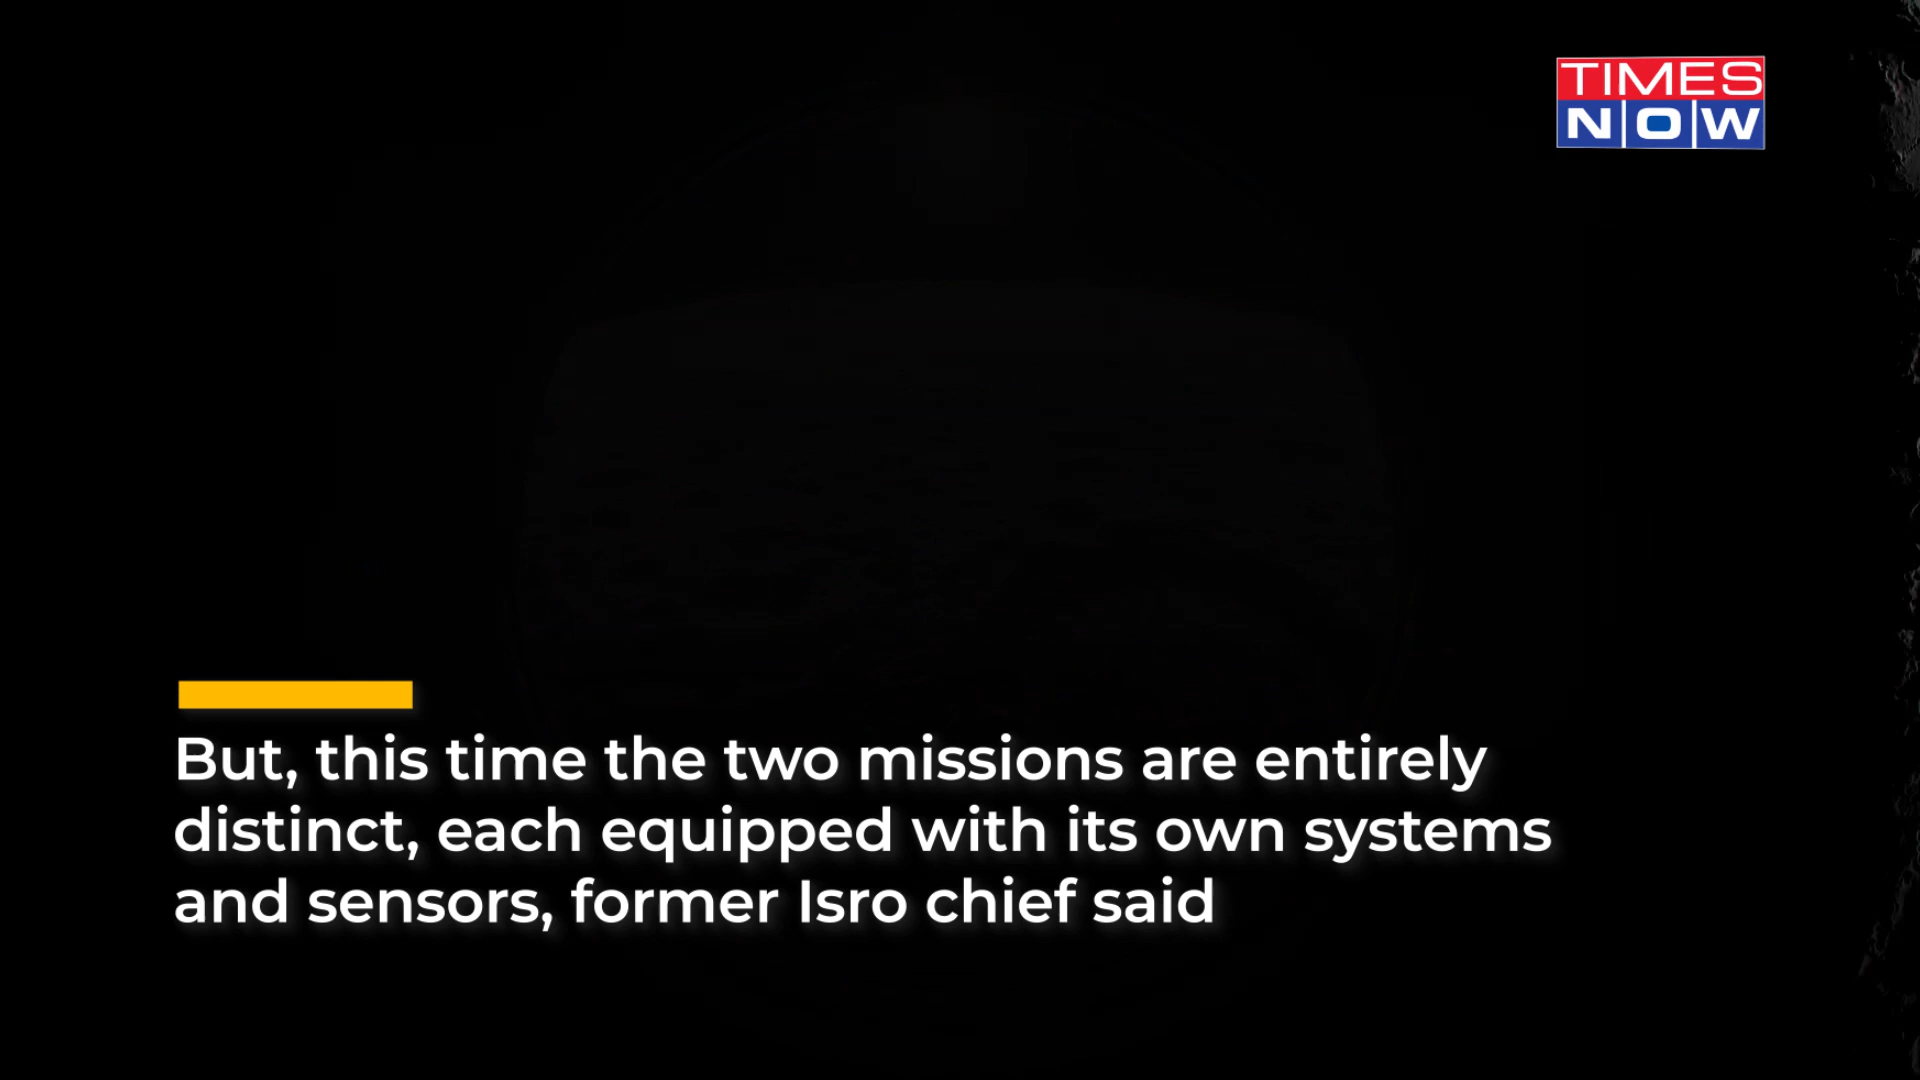 TIMES
NOW
But, this time the two missions are entirely
distinct, each equipped with its own systems
and sensors, former Isro chief said